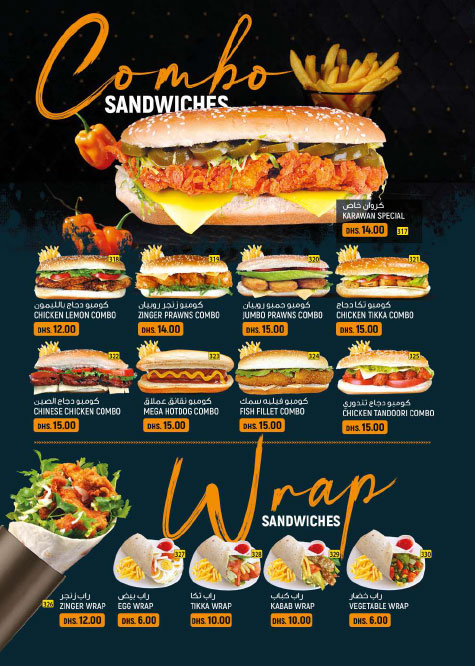 Combo
SANDWICHES
كروان خاص
KARAWAN SPECIAL
DHS. 14.00 317
318 319 320 321
كومبو دجاج بالليمون
CHICKEN LEMON COMBO
DHS. 12.00
كومبو زنجر روبيان
ZINGER PRAWNS COMBO
DHS. 14.00
كومبو جمبو روبيان
JUMBO PRAWNS COMBO
DHS. 15.00
كومبو تكا دجاج
CHICKEN TIKKA COMBO
DHS. 15.00
322 323 324 325
كومبو دجاج الصين
CHINESE CHICKEN COMBO
DHS. 15.00
كومبو نقانق عملاق
MEGA HOTDOG COMBO
DHS. 15.00
كومبو فيليه سمك
FISH FILLET COMBO
DHS. 15.00
كومبو دجاج تندوري
CHICKEN TANDOORI COMBO
DHS. 15.00
Wrap
SANDWICHES
327 328 329 330
راب زنجر
326 ZINGER WRAP
DHS. 12.00
راب بيض
EGG WRAP
DHS. 6.00
راب تكا
TIKKA WRAP
DHS. 10.00
راب كباب
KABAB WRAP
DHS. 10.00
راب خضار
VEGETABLE WRAP
DHS. 6.00